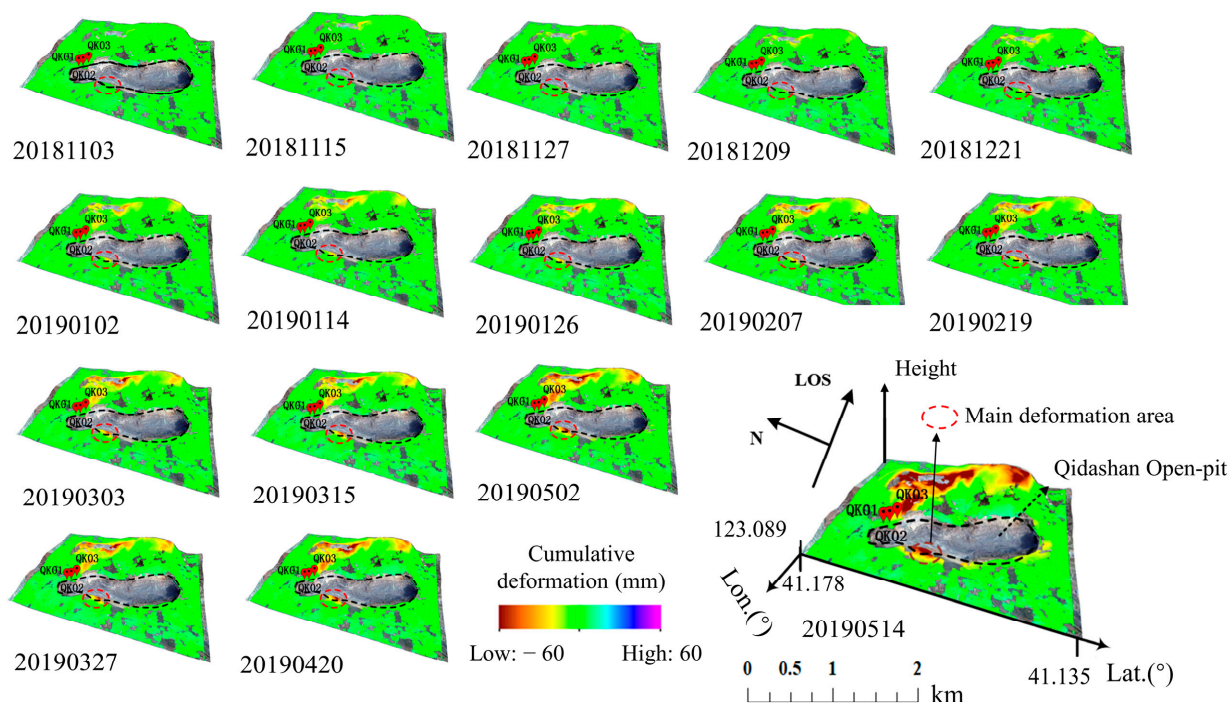 QK03
QK01
QK02
20181103
QK03
QK01
QK02
20181115
QK03
QK01
QK02
20181127
QK03
QK01
QK02
20181209
QK03
QK01
QK02
20181221
QK03
QK01
QK02
20190102
QK03
QK01
QK02
20190114
QK03
QK01
QK02
20190126
QK03
QK01
QK02
20190207
QK03
QK01
QK02
20190219
QK03
QK01
QK02
20190303
QK03
QK01
QK02
20190315
QK03
QK01
QK02
20190502
QK03
QK01
QK02
20190327
QK03
QK01
QK02
20190420
Cumulative
deformation (mm)
Low: − 60 High: 60
Height
LOS
N
Main deformation area
Qidashan Open-pit
QK03
QK01
QK02
123.089
41.178
Lon.(°)
20190514
41.135
Lat.(°)
0 0.5 1 2
km